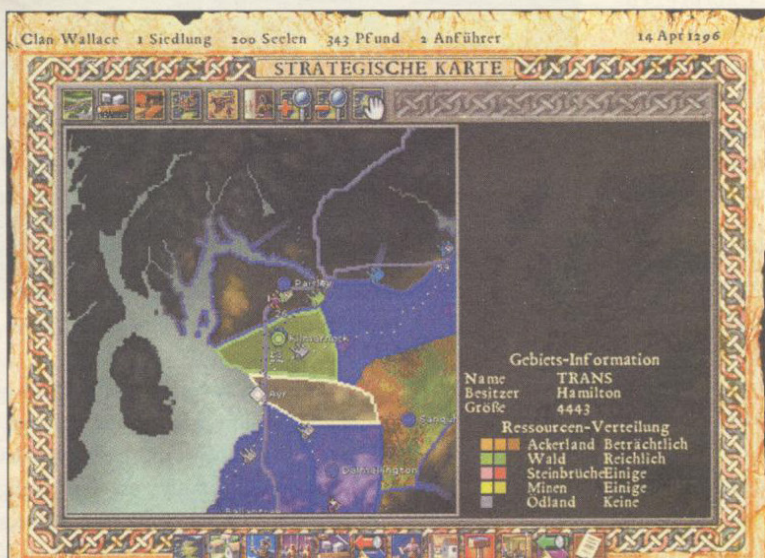 Clan Wallace 1 Siedlung 200 Seelen 343 Pfund 2 Anführer 14 Apr 1296
STRATEGISCHE KARTE
Paisley
Kilmarnock
Ayr
Sanquh
Dalmellington
Ballantrae
Gebiets-Information
Name TRANS
Besitzer Hamilton
Größe 4443
Ressourcen-Verteilung
Ackerland Beträchtlich
Wald Reichlich
Steinbrüche Einige
Minen Einige
Ödland Keine